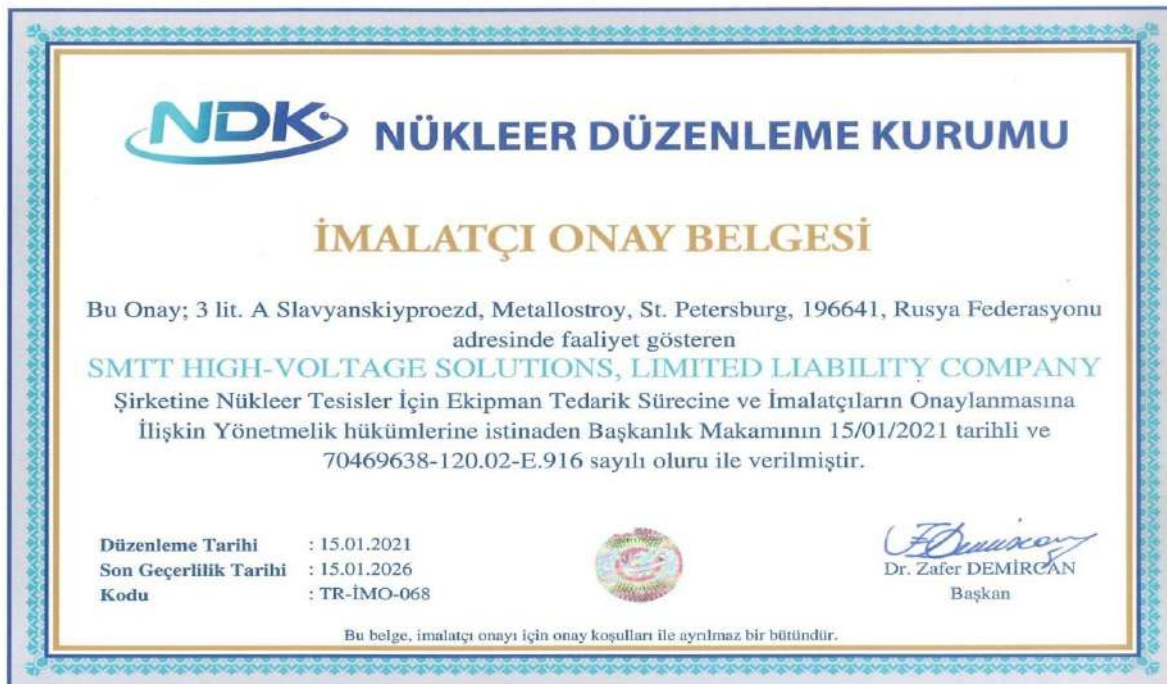 NDK NÜKLEER DÜZENLEME KURUMU
İMALATÇI ONAY BELGESİ
Bu Onay; 3 lit. A Slavyanskiyproezd, Metallostroy, St. Petersburg, 196641, Rusya Federasyonu
adresinde faaliyet gösteren
SMTT HIGH-VOLTAGE SOLUTIONS, LIMITED LIABILITY COMPANY
Şirketine Nükleer Tesisler İçin Ekipman Tedarik Sürecine ve İmalatçıların Onaylanmasına
İlişkin Yönetmelik hükümlerine istinaden Başkanlık Makamının 15/01/2021 tarihli ve
70469638-120.02-E.916 sayılı oluru ile verilmiştir.
Düzenleme Tarihi : 15.01.2021
Son Geçerlilik Tarihi : 15.01.2026
Kodu : TR-İMO-068
Dr. Zafer DEMİRCAN
Başkan
Bu belge, imalatçı onayı için onay koşulları ile ayrılmaz bir bütündür.